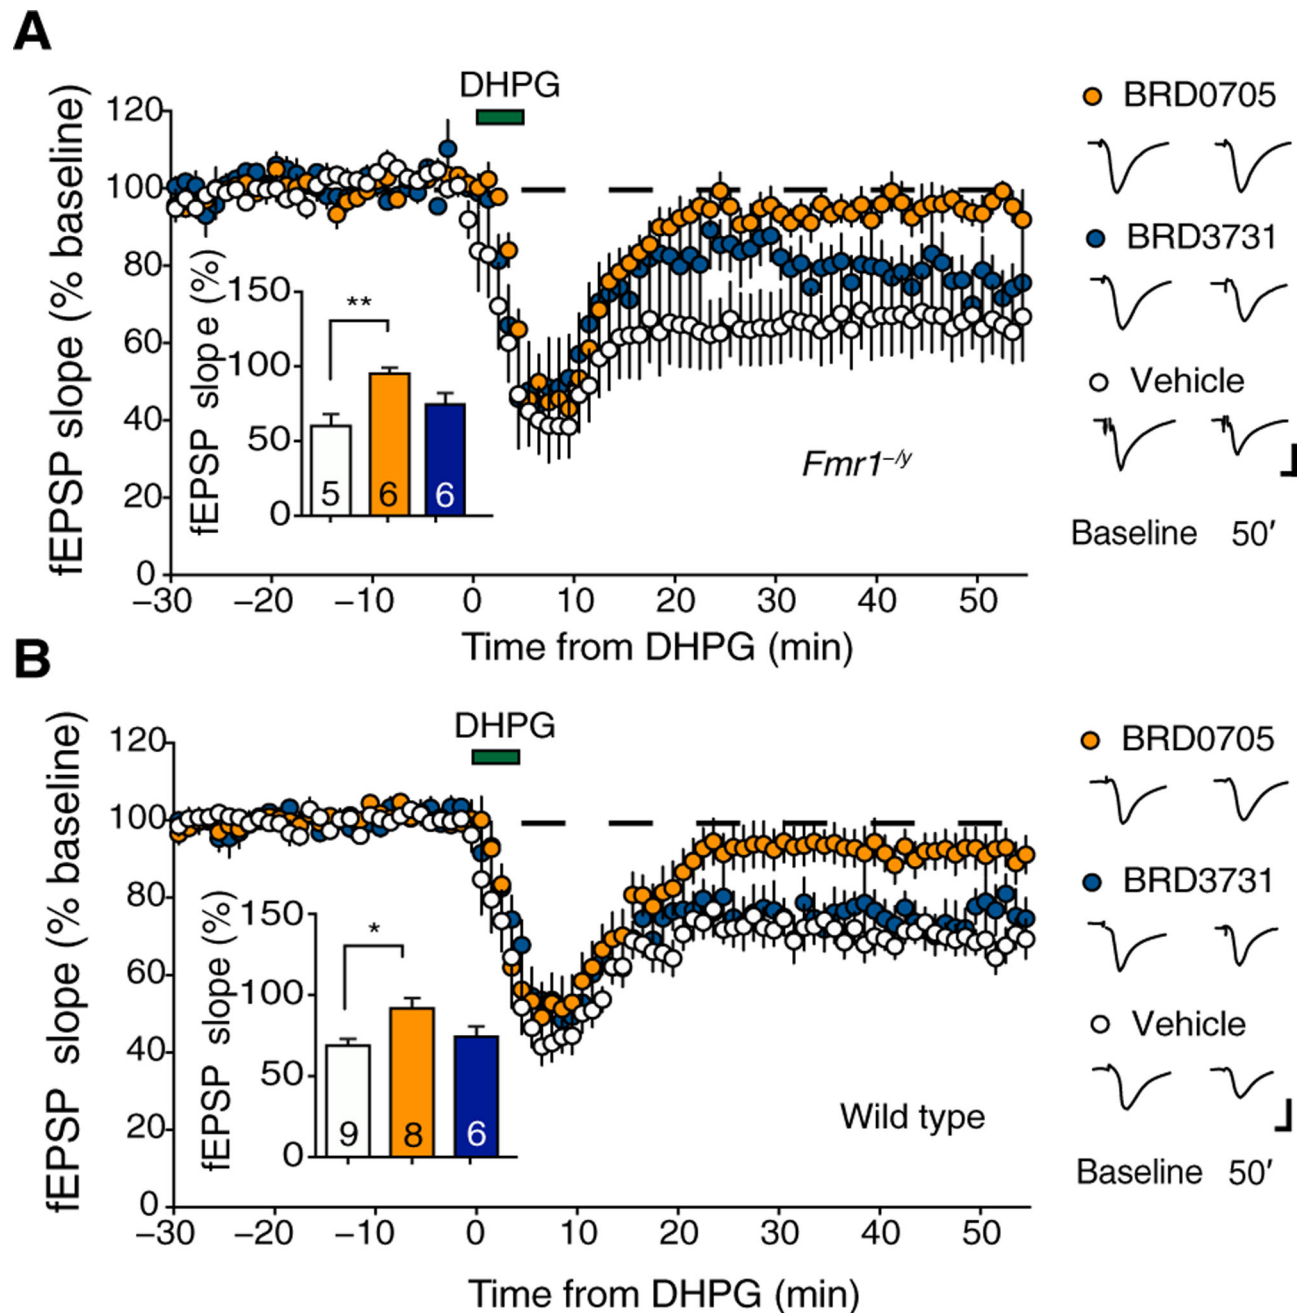 A
DHPG
fEPSP slope (% baseline)
120
100
80
60
40
20
0
fEPSP slope (%)
150
100
50
0
**
5
6
6
Fmr1−/y
−30
−20
−10
0
10
20
30
40
50
Time from DHPG (min)
BRD0705
BRD3731
Vehicle
Baseline 50′
B
DHPG
fEPSP slope (% baseline)
120
100
80
60
40
20
0
fEPSP slope (%)
150
100
50
0
*
9
8
6
Wild type
−30
−20
−10
0
10
20
30
40
50
Time from DHPG (min)
BRD0705
BRD3731
Vehicle
Baseline 50′